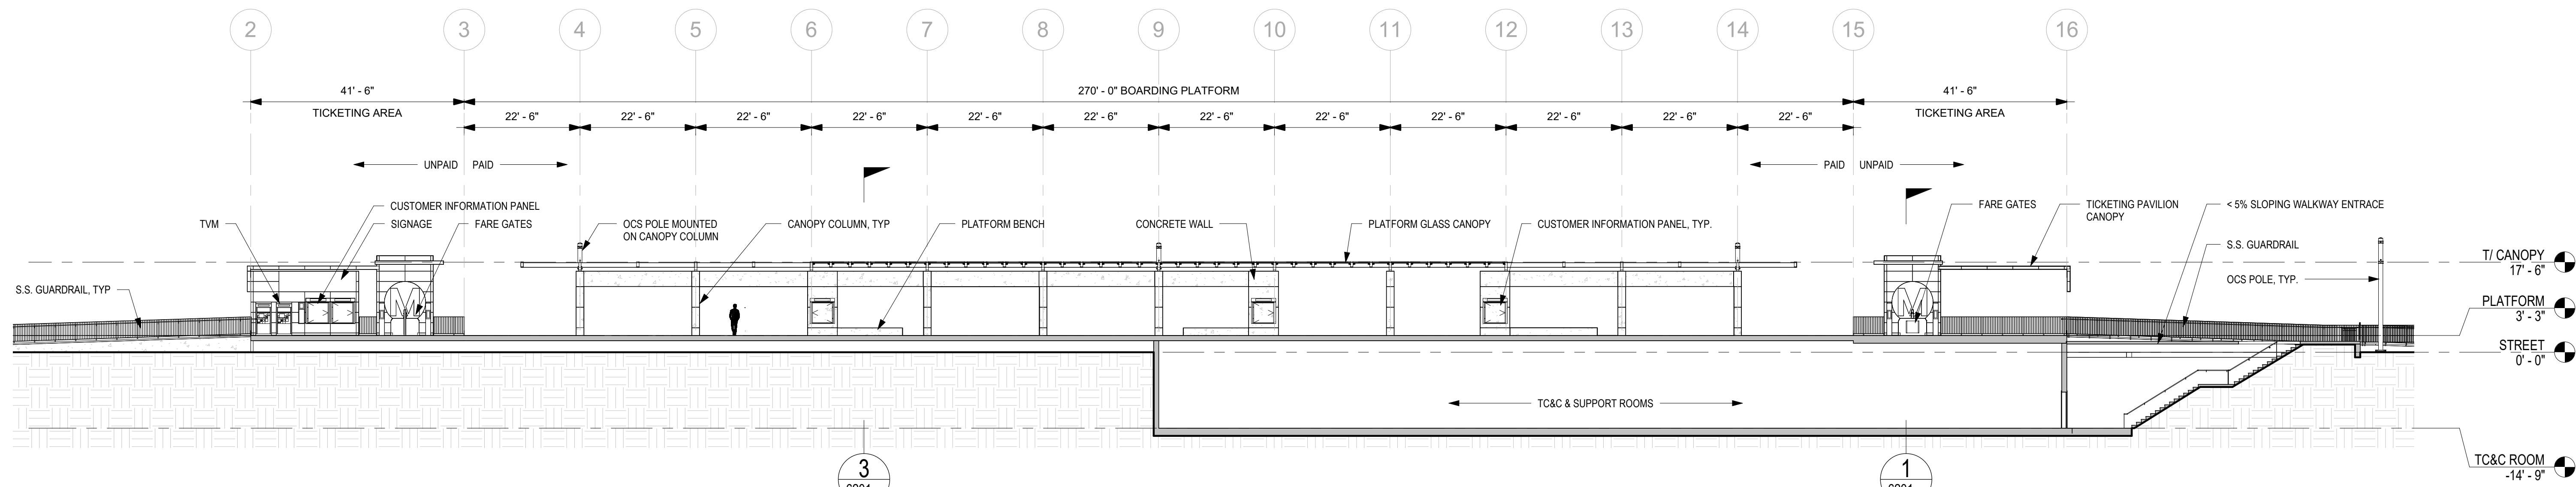 2 3 4 5 6 7 8 9 10 11 12 13 14 15 16
41' - 6" 270' - 0" BOARDING PLATFORM 41' - 6"
TICKETING AREA TICKETING AREA
22' - 6" 22' - 6" 22' - 6" 22' - 6" 22' - 6" 22' - 6" 22' - 6" 22' - 6" 22' - 6" 22' - 6" 22' - 6" 22' - 6"
UNPAID PAID PAID UNPAID
CUSTOMER INFORMATION PANEL
TVM
SIGNAGE
FARE GATES
OCS POLE MOUNTED
ON CANOPY COLUMN
CANOPY COLUMN, TYP
PLATFORM BENCH
CONCRETE WALL
PLATFORM GLASS CANOPY
CUSTOMER INFORMATION PANEL, TYP.
FARE GATES
TICKETING PAVILION
CANOPY
< 5% SLOPING WALKWAY ENTRACE
S.S. GUARDRAIL
OCS POLE, TYP.
S.S. GUARDRAIL, TYP
M
M
T/ CANOPY
17' - 6"
PLATFORM
3' - 3"
STREET
0' - 0"
TC&C & SUPPORT ROOMS
TC&C ROOM
-14' - 9"
3
1